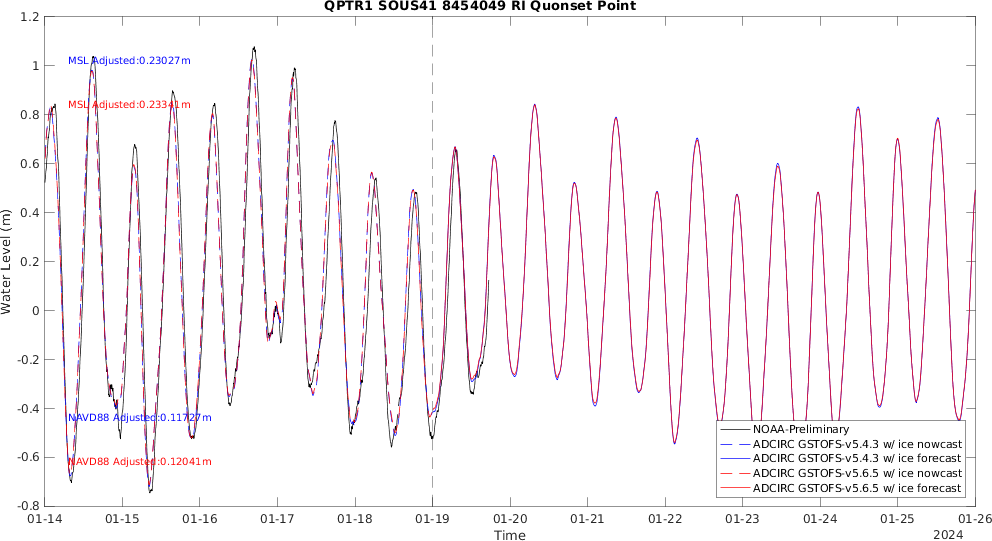 QPTR1 SOUS41 8454049 RI Quonset Point
1.2
1
0.8
0.6
0.4
0.2
0
-0.2
-0.4
-0.6
-0.8
Water Level (m)
MSL Adjusted:0.23027m
MSL Adjusted:0.23341m
NAVD88 Adjusted:0.11727m
NAVD88 Adjusted:0.12041m
NOAA-Preliminary
ADCIRC GSTOFS-v5.4.3 w/ ice nowcast
ADCIRC GSTOFS-v5.4.3 w/ ice forecast
ADCIRC GSTOFS-v5.6.5 w/ ice nowcast
ADCIRC GSTOFS-v5.6.5 w/ ice forecast
01-14 01-15 01-16 01-17 01-18 01-19 01-20 01-21 01-22 01-23 01-24 01-25 01-26
Time
2024